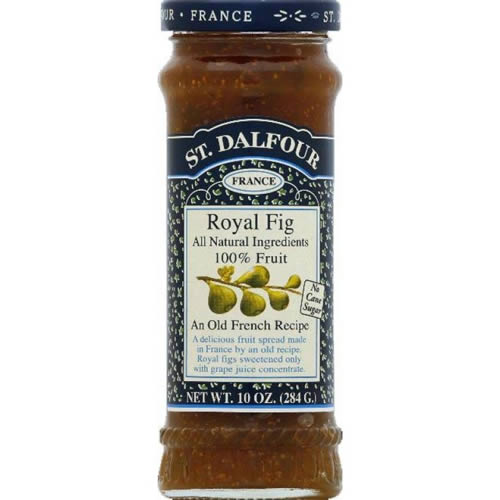 OUR • FRANCE • ST. D
ST. DALFOUR
FRANCE
Royal Fig
All Natural Ingredients
100% Fruit
No
Cane
Sugar
An Old French Recipe
A delicious fruit spread made
in France by an old recipe.
Royal figs sweetened only
with grape juice concentrate.
NET WT. 10 OZ. (284 G.)